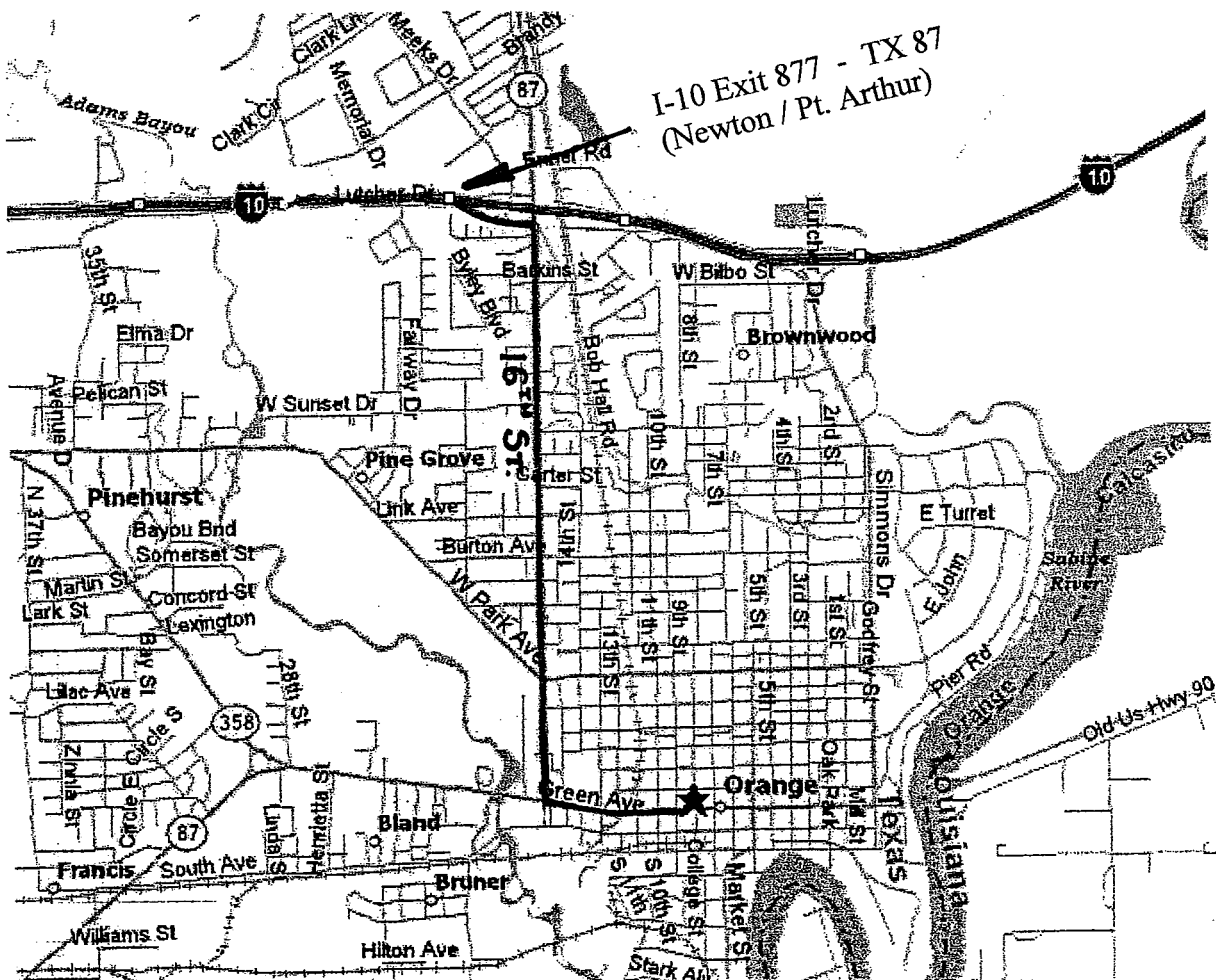 Clark Ln
Meeks Dr
Brandy
87
I-10 Exit 877 - TX 87
(Newton / Pt. Arthur)
Adams Bayou
Clark Cir
Memorial Dr
Rd
10
Lutcher Dr
10
Lutcher Dr
35th St
Byley Blvd
Barkins St
W Bilbo St
Elma Dr
Fairway Dr
Bob Hall Rd
8th St
Brownwood
Avenue D
Pelican St
W Sunset Dr
16TH ST.
10th St
7th St
4th St
2nd St
Pine Grove
Carter St
Simmons Dr
Calcasieu
N 37th St
Pinehurst
Link Ave
14th St
E Turret
Bayou Bnd
Somerset St
Burton Ave
Sabine
River
Martin St
Concord St
W Park Ave
E John
Lark St
Lexington
13th St
11th St
9th St
5th St
3rd St
1st St
Godfrey St
Bay St
28th St
Pier Rd
Lilac Ave
Circle S
358
5th St
Orange
Old Us Hwy 90
Zinnia St
Circle E
Green Ave
Orange
Oak Park
Mill St
Texas
Louisiana
87
Linda St
Henrietta St
Bland
Francis
South Ave
Bruner
S 10th St
College St
Market S
Williams St
Hilton Ave
Stark Av